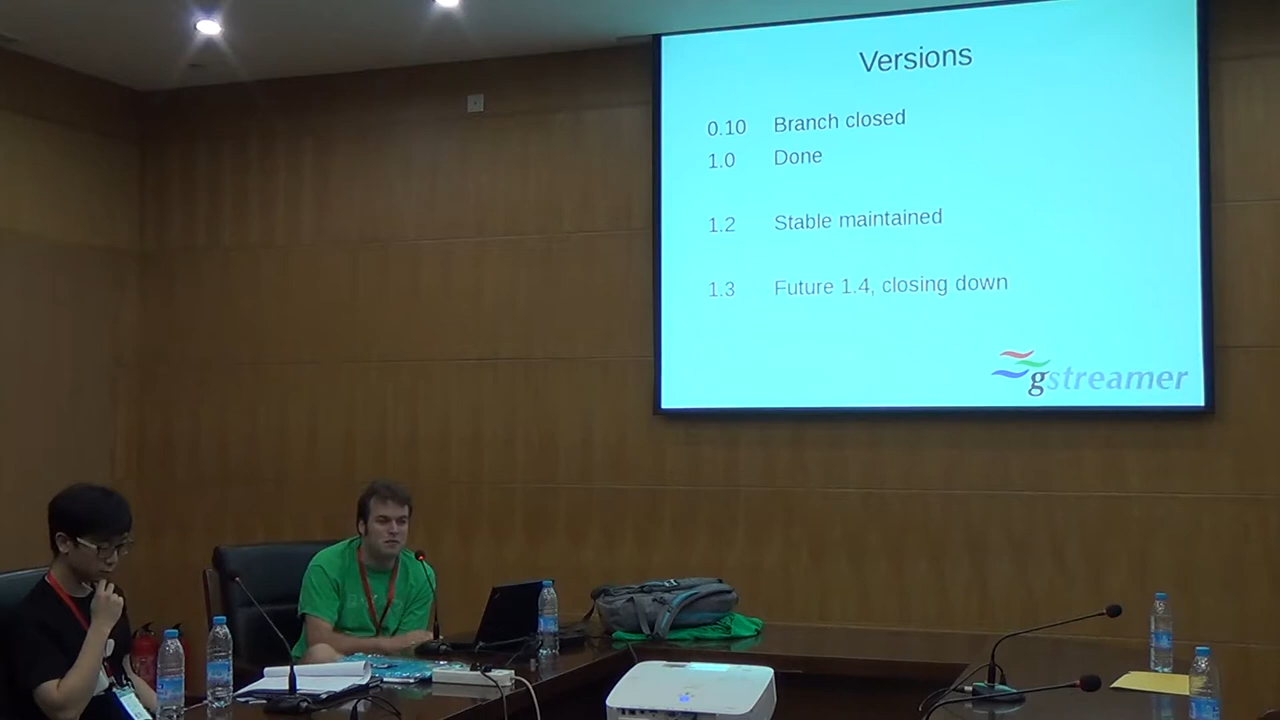 Versions
0.10 Branch closed
1.0 Done
1.2 Stable maintained
1.3 Future 1.4, closing down
gstreamer